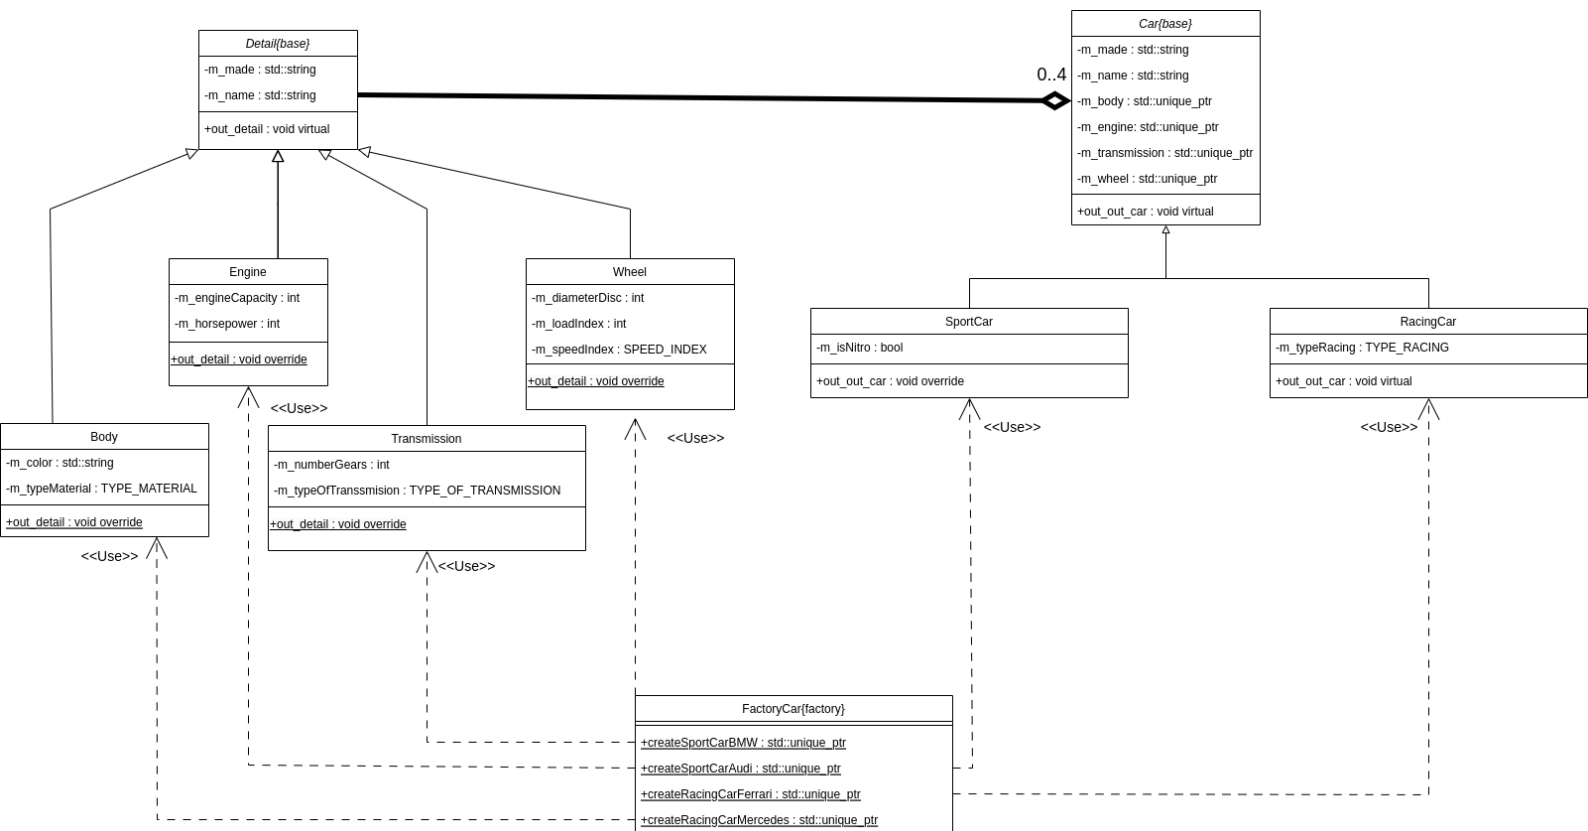 Detail{base}
-m_made : std::string
-m_name : std::string
+out_detail : void virtual
Car{base}
-m_made : std::string
-m_name : std::string
-m_body : std::unique_ptr
-m_engine: std::unique_ptr
-m_transmission : std::unique_ptr
-m_wheel : std::unique_ptr
+out_out_car : void virtual
0..4
Engine
-m_engineCapacity : int
-m_horsepower : int
+out_detail : void override
<<Use>>
Wheel
-m_diameterDisc : int
-m_loadIndex : int
-m_speedIndex : SPEED_INDEX
+out_detail : void override
<<Use>>
SportCar
-m_isNitro : bool
+out_out_car : void override
<<Use>>
RacingCar
-m_typeRacing : TYPE_RACING
+out_out_car : void virtual
<<Use>>
Body
-m_color : std::string
-m_typeMaterial : TYPE_MATERIAL
+out_detail : void override
<<Use>>
Transmission
-m_numberGears : int
-m_typeOfTranssmision : TYPE_OF_TRANSMISSION
+out_detail : void override
<<Use>>
FactoryCar{factory}
+createSportCarBMW : std::unique_ptr
+createSportCarAudi : std::unique_ptr
+createRacingCarFerrari : std::unique_ptr
+createRacingCarMercedes : std::unique_ptr